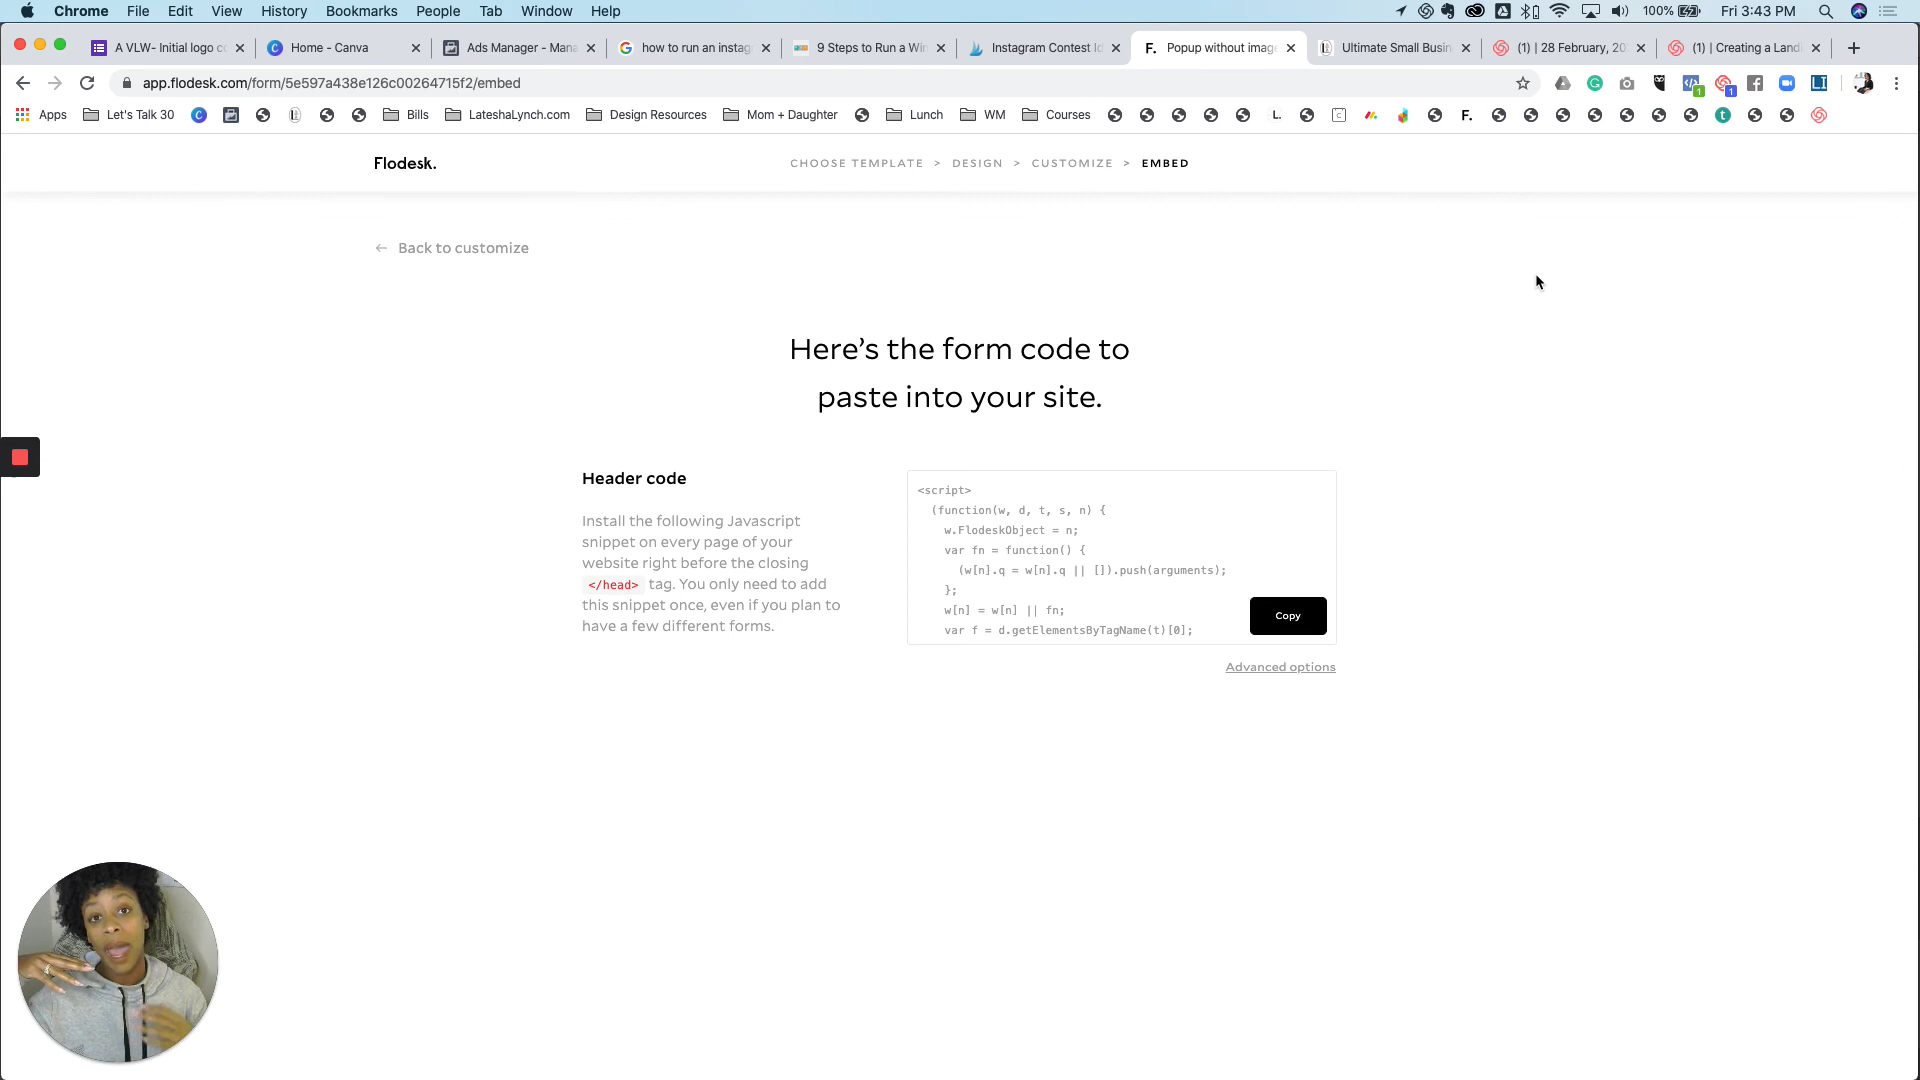 Chrome File Edit View History Bookmarks People Tab Window Help
100% Fri 3:43 PM
A VLW- Initial logo co
Home - Canva
Ads Manager - Mana
how to run an instag
9 Steps to Run a Win
Instagram Contest Id
F. Popup without image
Ultimate Small Busin
(1) | 28 February, 20
(1) | Creating a Land
app.flodesk.com/form/5e597a438e126c00264715f2/embed
Apps Let's Talk 30 Bills LateshaLynch.com Design Resources Mom + Daughter Lunch WM Courses L. F.
Flodesk.
CHOOSE TEMPLATE > DESIGN > CUSTOMIZE > EMBED
← Back to customize
Here’s the form code to
paste into your site.
Header code
Install the following Javascript
snippet on every page of your
website right before the closing
</head> tag. You only need to add
this snippet once, even if you plan to
have a few different forms.
<script>
(function(w, d, t, s, n) {
w.FlodeskObject = n;
var fn = function() {
(w[n].q = w[n].q || []).push(arguments);
};
w[n] = w[n] || fn;
var f = d.getElementsByTagName(t)[0];
Copy
Advanced options